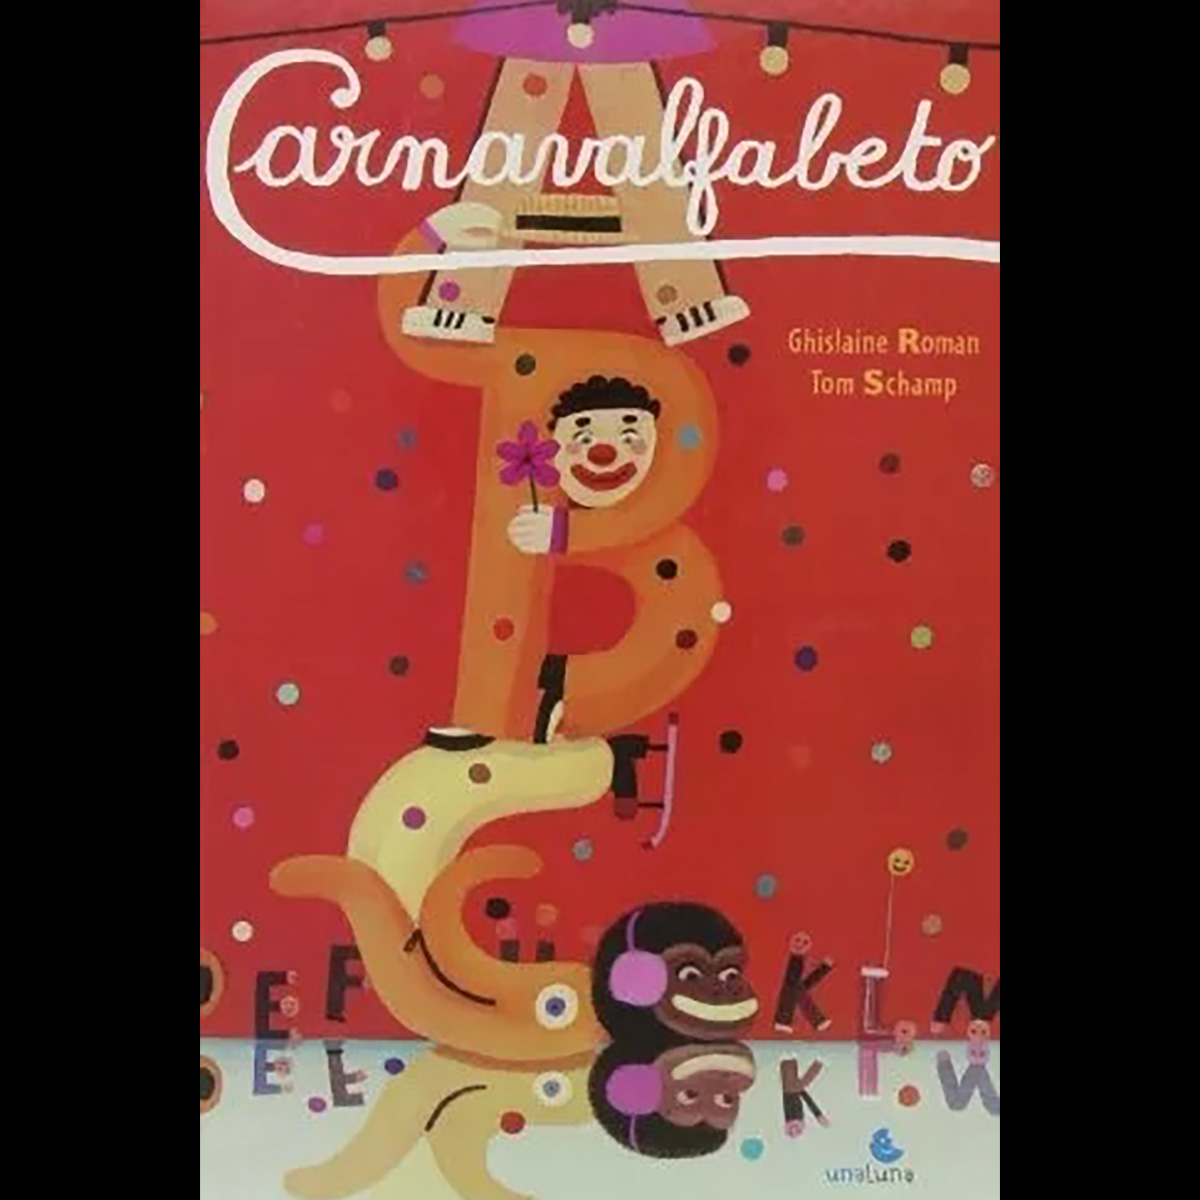 Carnavalfabeto
Ghislaine Roman
Tom Schamp
A
B
C
D E F K L N
unaLuna